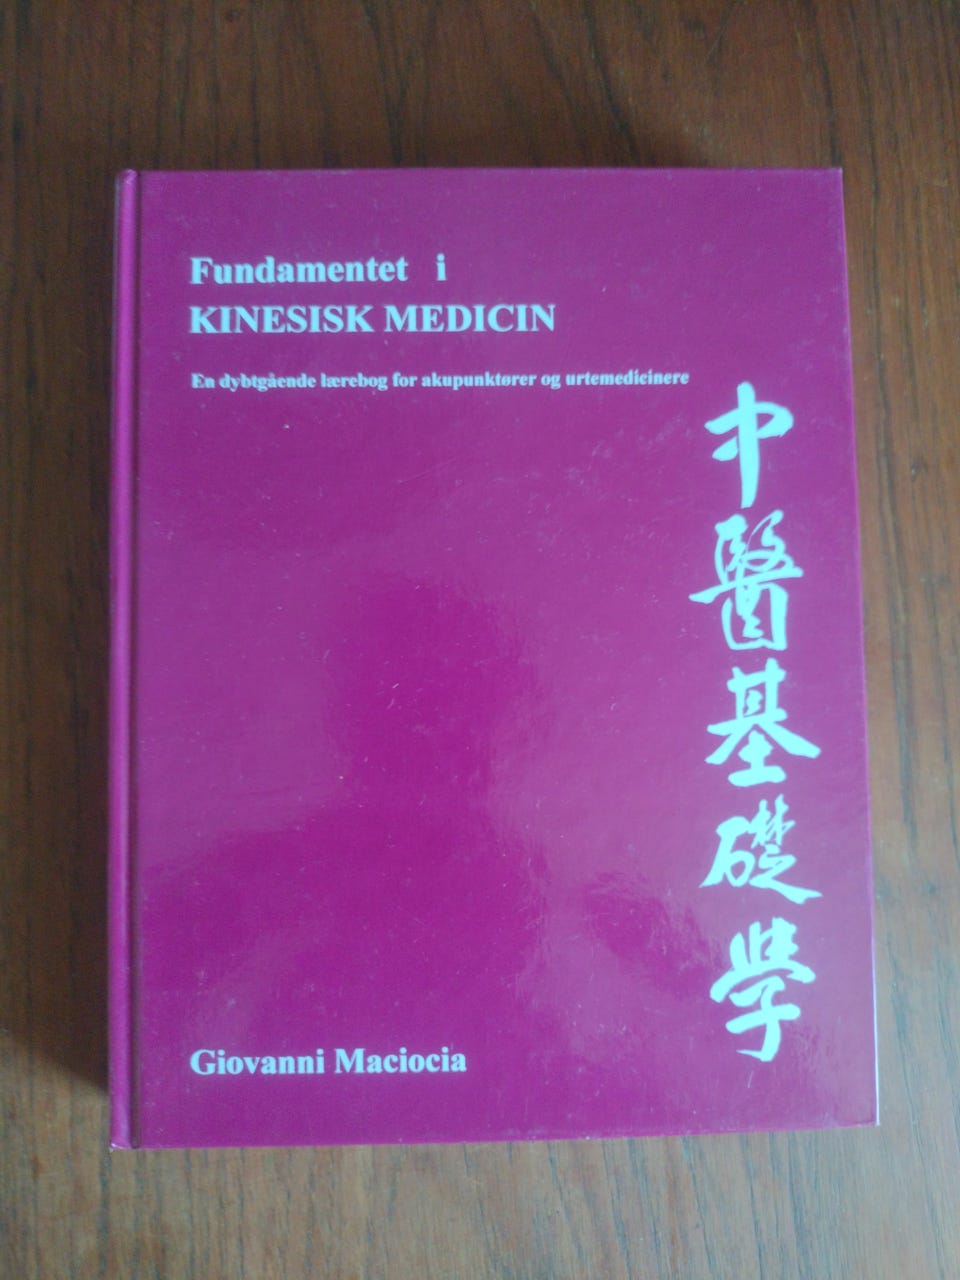 Fundamentet i
KINESISK MEDICIN
En dybtgående lærebog for akupunktører og urtemedicinere
中醫基礎學
Giovanni Maciocia